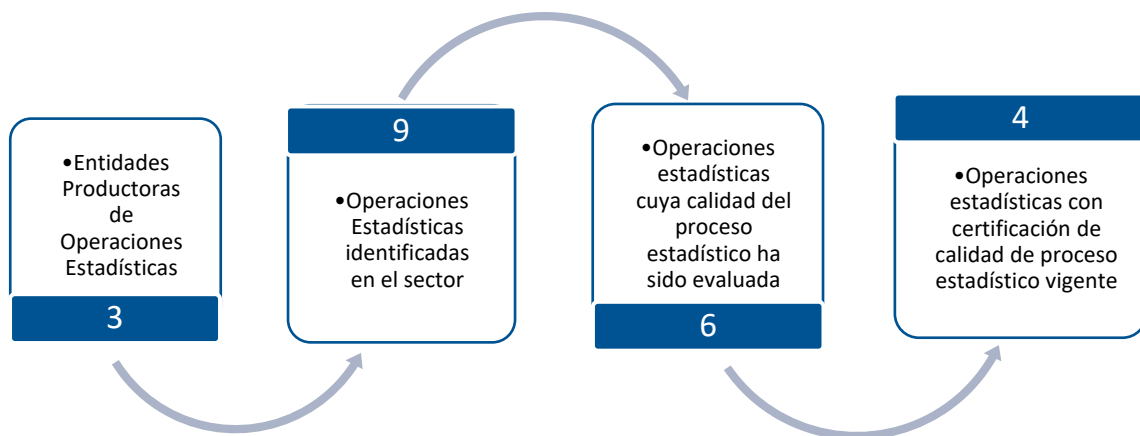 •Entidades
Productoras
de
Operaciones
Estadísticas
3
9
•Operaciones
Estadísticas
identificadas
en el sector
•Operaciones
estadísticas
cuya calidad del
proceso
estadístico ha
sido evaluada
6
4
•Operaciones
estadísticas con
certificación de
calidad de proceso
estadístico vigente